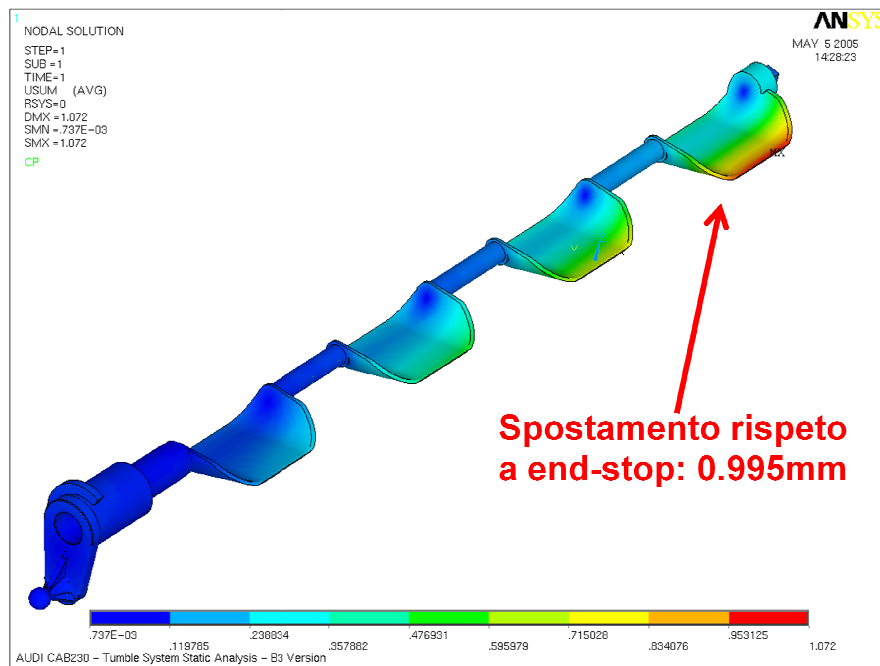 1
NODAL SOLUTION
STEP=1
SUB =1
TIME=1
USUM (AVG)
RSYS=0
DMX =1.072
SMN =.737E-03
SMX =1.072
CP
ANSYS
MAY 5 2005
14:28:23
MX
Spostamento rispeto
a end-stop: 0.995mm
.737E-03 .119785 .238834 .357882 .476931 .595979 .715028 .834076 .953125 1.072
AUDI CAB230 - Tumble System Static Analysis - B3 Version